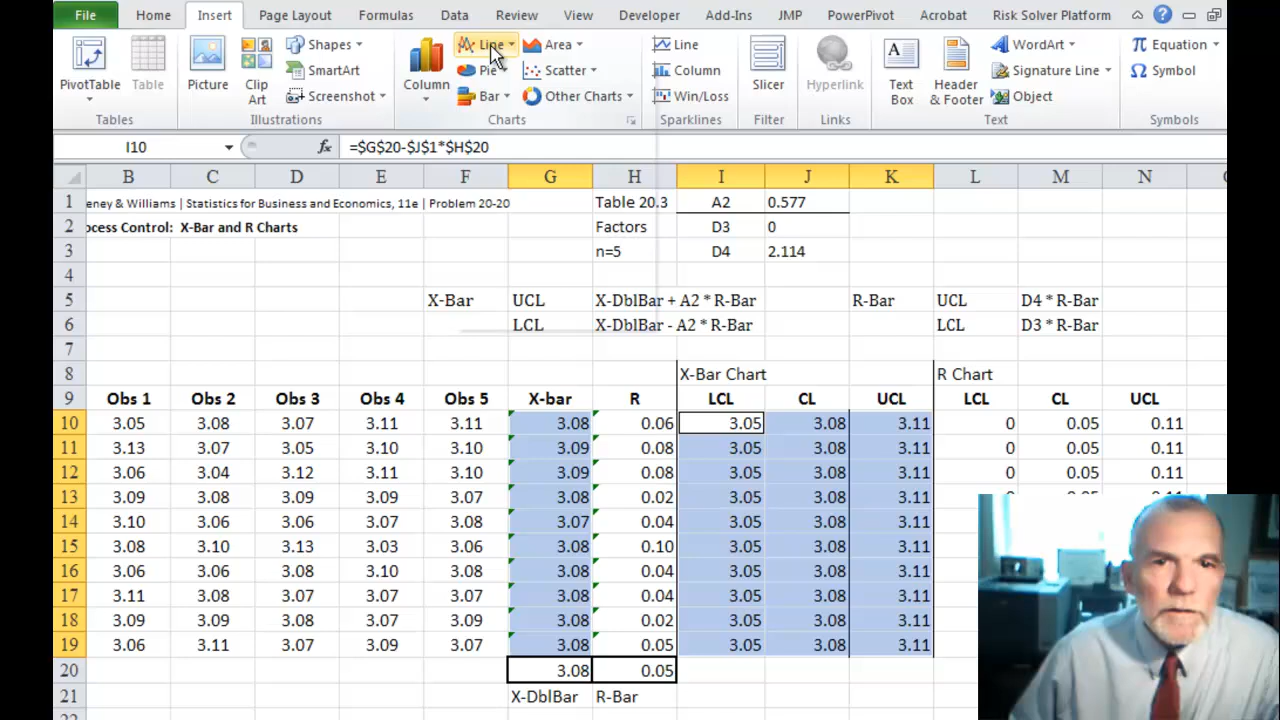 File Home Insert Page Layout Formulas Data Review View Developer Add-Ins JMP PowerPivot Acrobat Risk Solver Platform
PivotTable Table Picture Clip Art Shapes SmartArt Screenshot Column Line Pie Bar Area Scatter Other Charts Line Column Win/Loss Slicer Hyperlink Text Box Header & Footer WordArt Signature Line Object Equation Symbol
Tables Illustrations Charts Sparklines Filter Links Text Symbols
I10 fx =$G$20-$J$1*$H$20
B C D E F G H I J K L M N
1 eney & Williams | Statistics for Business and Economics, 11e | Problem 20-20 Table 20.3 A2 0.577
2 ocess Control: X-Bar and R Charts Factors D3 0
3 n=5 D4 2.114
4
5 X-Bar UCL X-DblBar + A2 * R-Bar R-Bar UCL D4 * R-Bar
6 LCL X-DblBar - A2 * R-Bar LCL D3 * R-Bar
7
8 X-Bar Chart R Chart
9 Obs 1 Obs 2 Obs 3 Obs 4 Obs 5 X-bar R LCL CL UCL LCL CL UCL
10 3.05 3.08 3.07 3.11 3.11 3.08 0.06 3.05 3.08 3.11 0 0.05 0.11
11 3.13 3.07 3.05 3.10 3.10 3.09 0.08 3.05 3.08 3.11 0 0.05 0.11
12 3.06 3.04 3.12 3.11 3.10 3.09 0.08 3.05 3.08 3.11 0 0.05 0.11
13 3.09 3.08 3.09 3.09 3.07 3.08 0.02 3.05 3.08 3.11
14 3.10 3.06 3.06 3.07 3.08 3.07 0.04 3.05 3.08 3.11
15 3.08 3.10 3.13 3.03 3.06 3.08 0.10 3.05 3.08 3.11
16 3.06 3.06 3.08 3.10 3.08 3.08 0.04 3.05 3.08 3.11
17 3.11 3.08 3.07 3.07 3.07 3.08 0.04 3.05 3.08 3.11
18 3.09 3.09 3.08 3.07 3.09 3.08 0.02 3.05 3.08 3.11
19 3.06 3.11 3.07 3.09 3.07 3.08 0.05 3.05 3.08 3.11
20 3.08 0.05
21 X-DblBar R-Bar